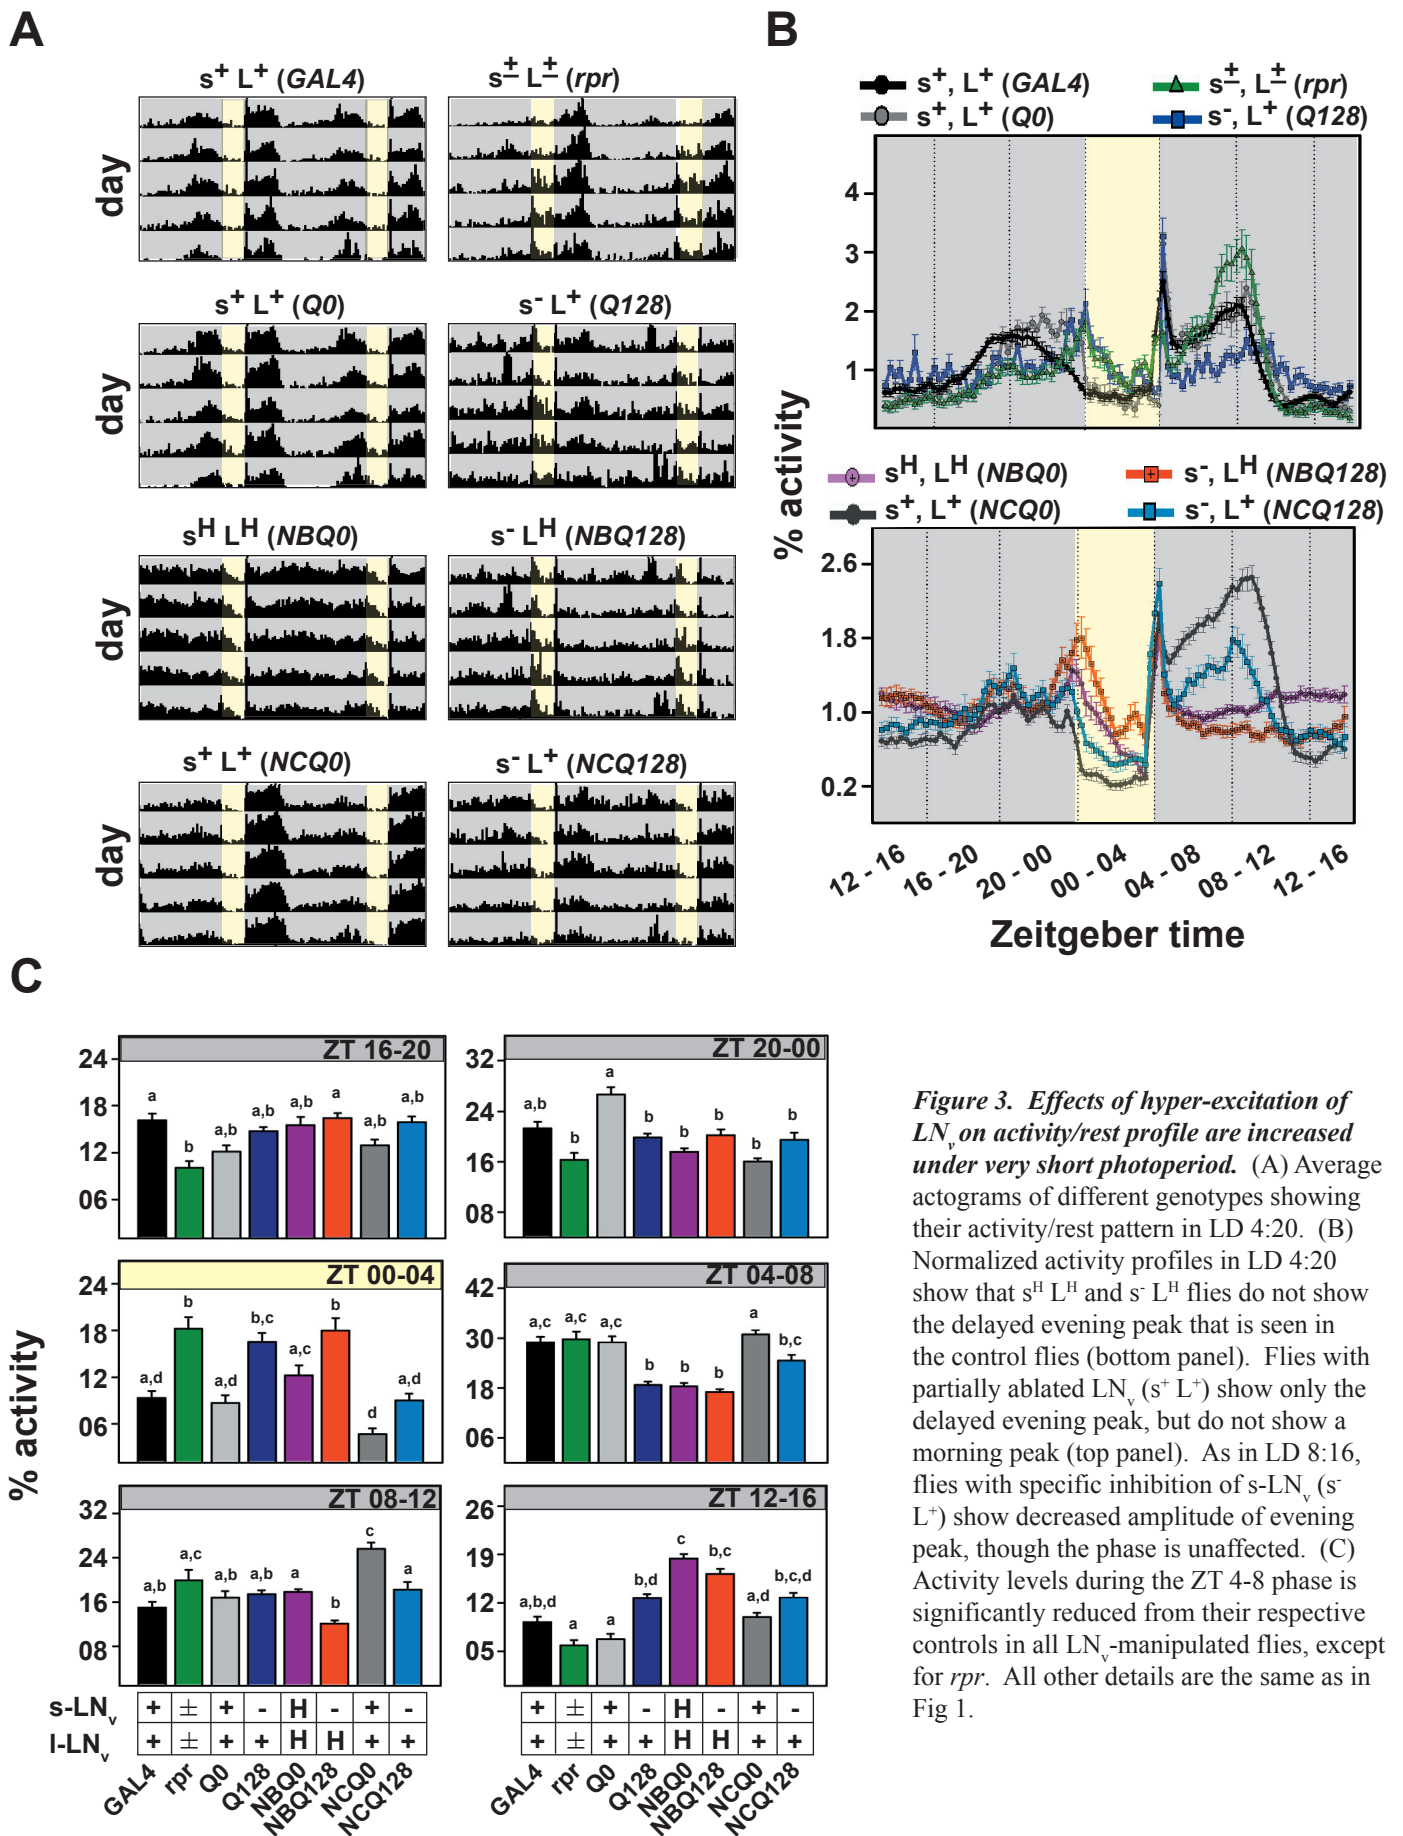 A
s+ L+ (GAL4)
s± L± (rpr)
day
s+ L+ (Q0)
s- L+ (Q128)
day
sH LH (NBQ0)
s- LH (NBQ128)
day
s+ L+ (NCQ0)
s- L+ (NCQ128)
day
B
s+, L+ (GAL4)
s±, L± (rpr)
s+, L+ (Q0)
s-, L+ (Q128)
4
3
2
1
sH, LH (NBQ0)
s-, LH (NBQ128)
s+, L+ (NCQ0)
s-, L+ (NCQ128)
2.6
1.8
1.0
0.2
% activity
12 - 16
16 - 20
20 - 00
00 - 04
04 - 08
08 - 12
12 - 16
Zeitgeber time
C
% activity
ZT 16-20
24
18
12
06
a
b
a,b
a,b
a,b
a
a,b
a,b
ZT 20-00
32
24
16
08
a,b
b
a
b
b
b
b
b
ZT 00-04
24
18
12
06
a,d
b
a,d
b,c
a,c
b
d
a,d
ZT 04-08
42
30
18
06
a,c
a,c
a,c
b
b
b
a
b,c
ZT 08-12
32
24
16
08
a,b
a,c
a,b
a,b
a
b
c
a
ZT 12-16
26
19
12
05
a,b,d
a
a
b,d
c
b,c
a,d
b,c,d
s-LNv
+ ± + - H - + -
+ ± + - H - + -
l-LNv
+ ± + + H H + +
+ ± + + H H + +
GAL4
rpr
Q0
Q128
NBQ0
NBQ128
NCQ0
NCQ128
GAL4
rpr
Q0
Q128
NBQ0
NBQ128
NCQ0
NCQ128
Figure 3. Effects of hyper-excitation of
LNv on activity/rest profile are increased
under very short photoperiod. (A) Average
actograms of different genotypes showing
their activity/rest pattern in LD 4:20. (B)
Normalized activity profiles in LD 4:20
show that sH LH and s- LH flies do not show
the delayed evening peak that is seen in
the control flies (bottom panel). Flies with
partially ablated LNv (s+ L+) show only the
delayed evening peak, but do not show a
morning peak (top panel). As in LD 8:16,
flies with specific inhibition of s-LNv (s-
L+) show decreased amplitude of evening
peak, though the phase is unaffected. (C)
Activity levels during the ZT 4-8 phase is
significantly reduced from their respective
controls in all LNv-manipulated flies, except
for rpr. All other details are the same as in
Fig 1.